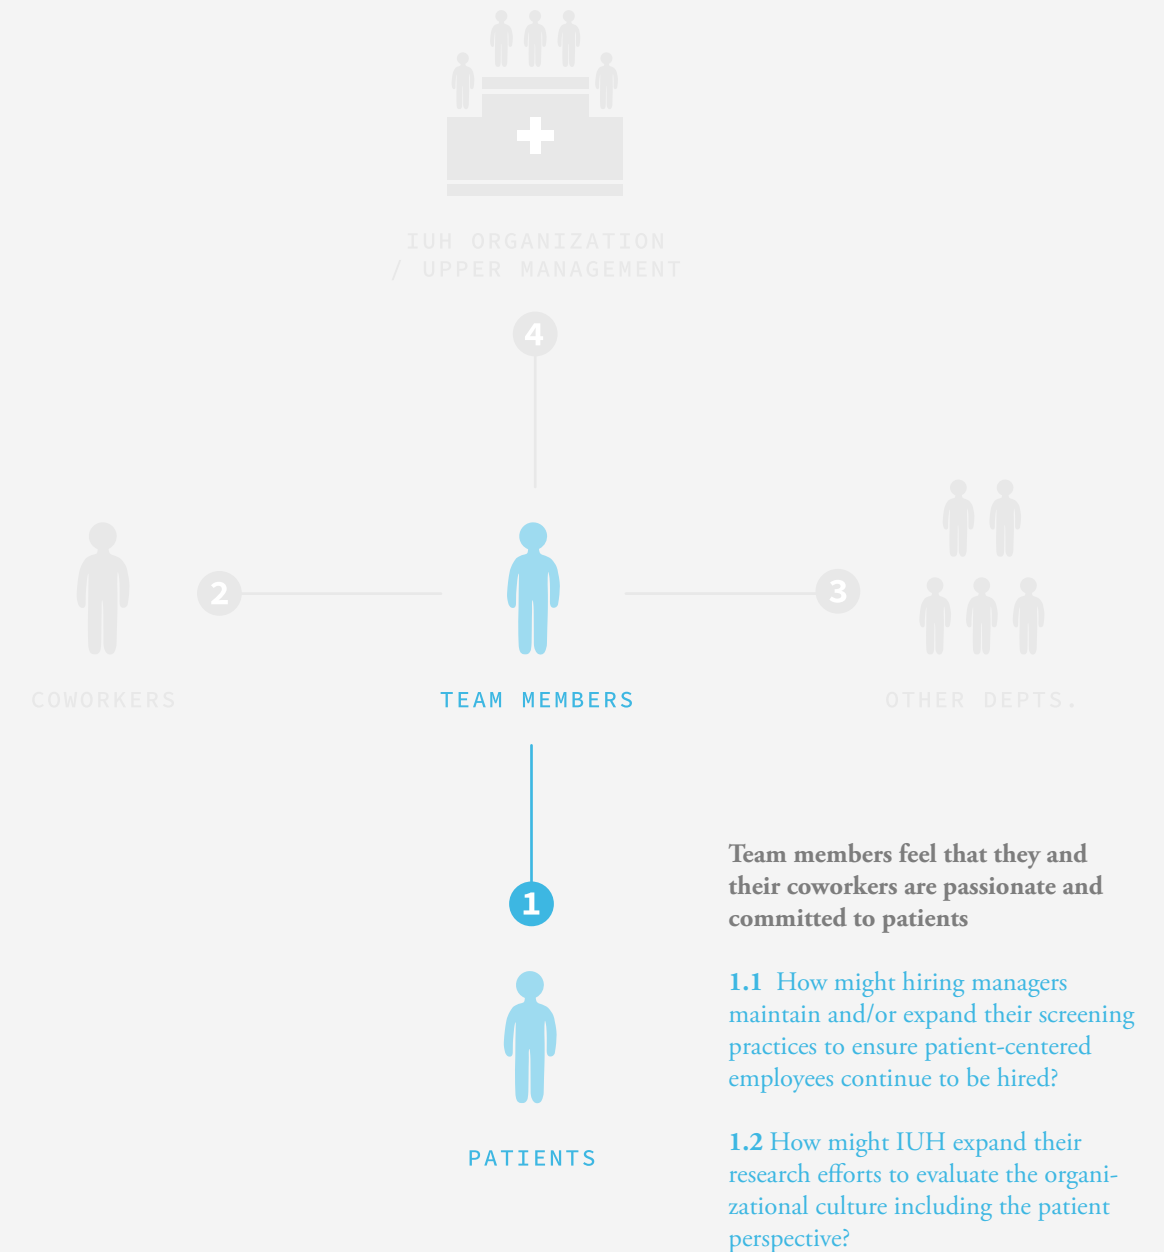 IUH ORGANIZATION
/ UPPER MANAGEMENT
4
2
3
COWORKERS
TEAM MEMBERS
OTHER DEPTS.
1
PATIENTS
Team members feel that they and
their coworkers are passionate and
committed to patients
1.1 How might hiring managers
maintain and/or expand their screening
practices to ensure patient-centered
employees continue to be hired?
1.2 How might IUH expand their
research efforts to evaluate the organi-
zational culture including the patient
perspective?